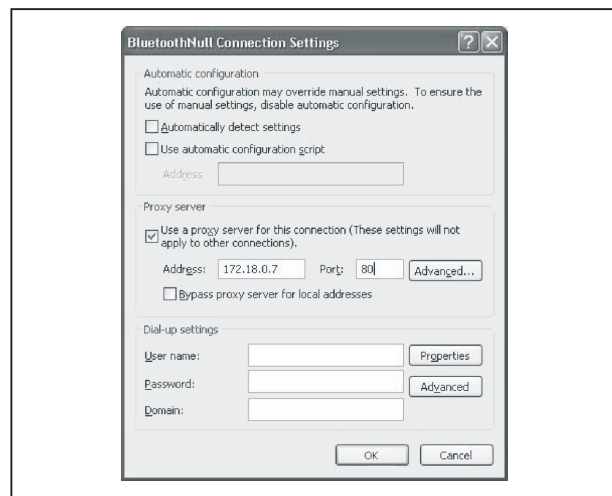 BluetoothNull Connection Settings
Automatic configuration
Automatic configuration may override manual settings. To ensure the
use of manual settings, disable automatic configuration.
Automatically detect settings
Use automatic configuration script
Address
Proxy server
Use a proxy server for this connection (These settings will not
apply to other connections).
Address: 172.18.0.7 Port: 80 Advanced...
Bypass proxy server for local addresses
Dial-up settings
User name: Properties
Password: Advanced
Domain:
OK Cancel